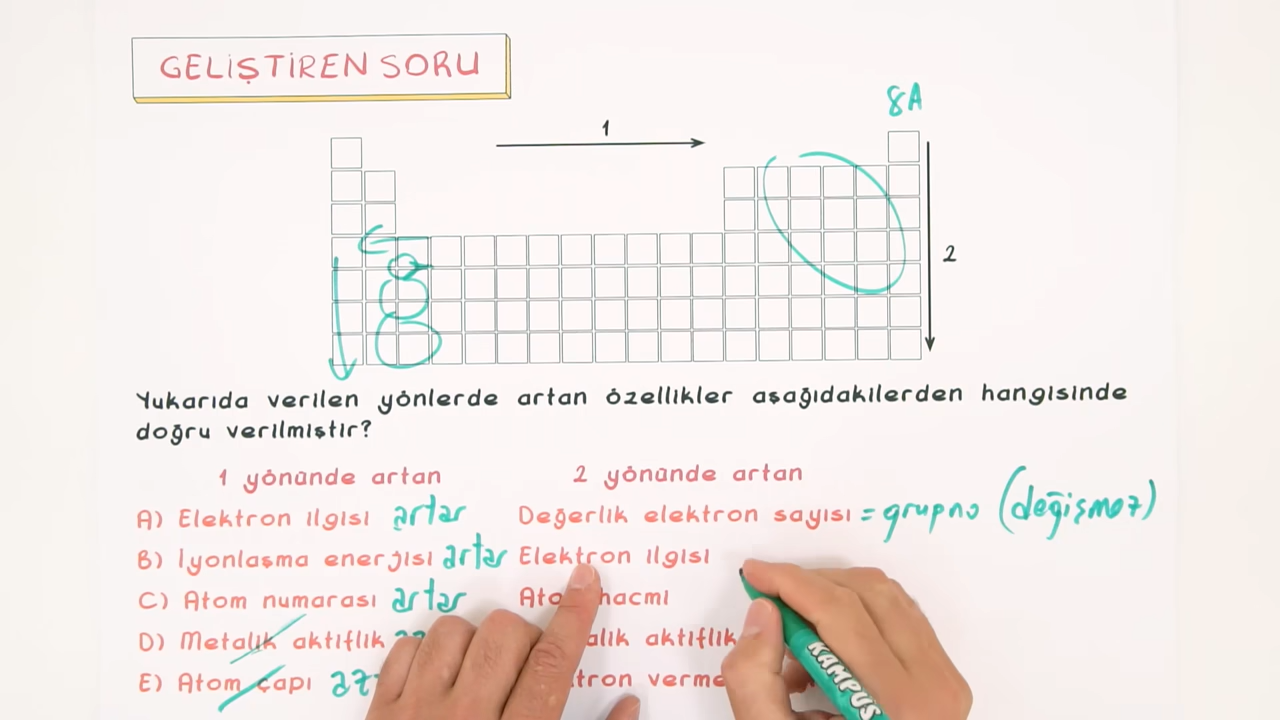 GELİŞTİREN SORU
8A
1
2
Yukarıda verilen yönlerde artan özellikler aşağıdakilerden hangisinde
doğru verilmiştir?
1 yönünde artan 2 yönünde artan
A) Elektron ilgisi artar Değerlik elektron sayısı = grup no (değişmez)
B) İyonlaşma enerjisi artar Elektron ilgisi
C) Atom numarası artar hacmi
D) Metalik aktiflik aktiflik
E) Atom çapı
KAMPÜS